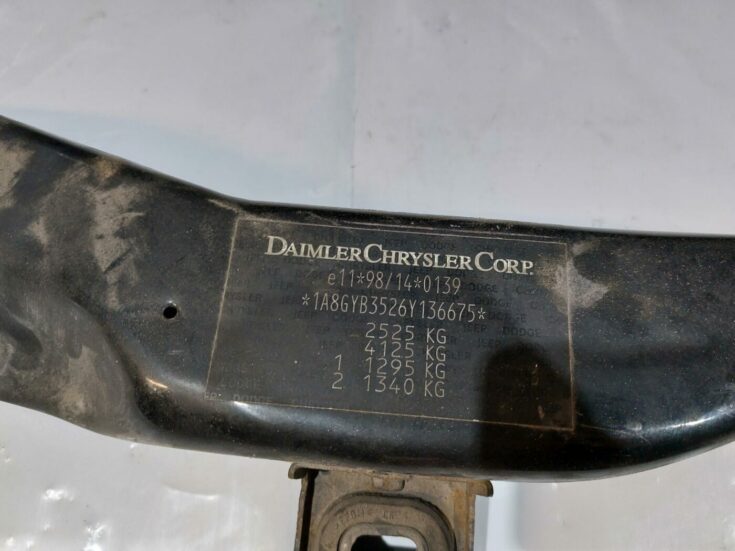 DAIMLERCHRYSLER CORP.
e11*98/14*0139
*1A8GYB3526Y136675*
2525 KG
4125 KG
1 1295 KG
2 1340 KG